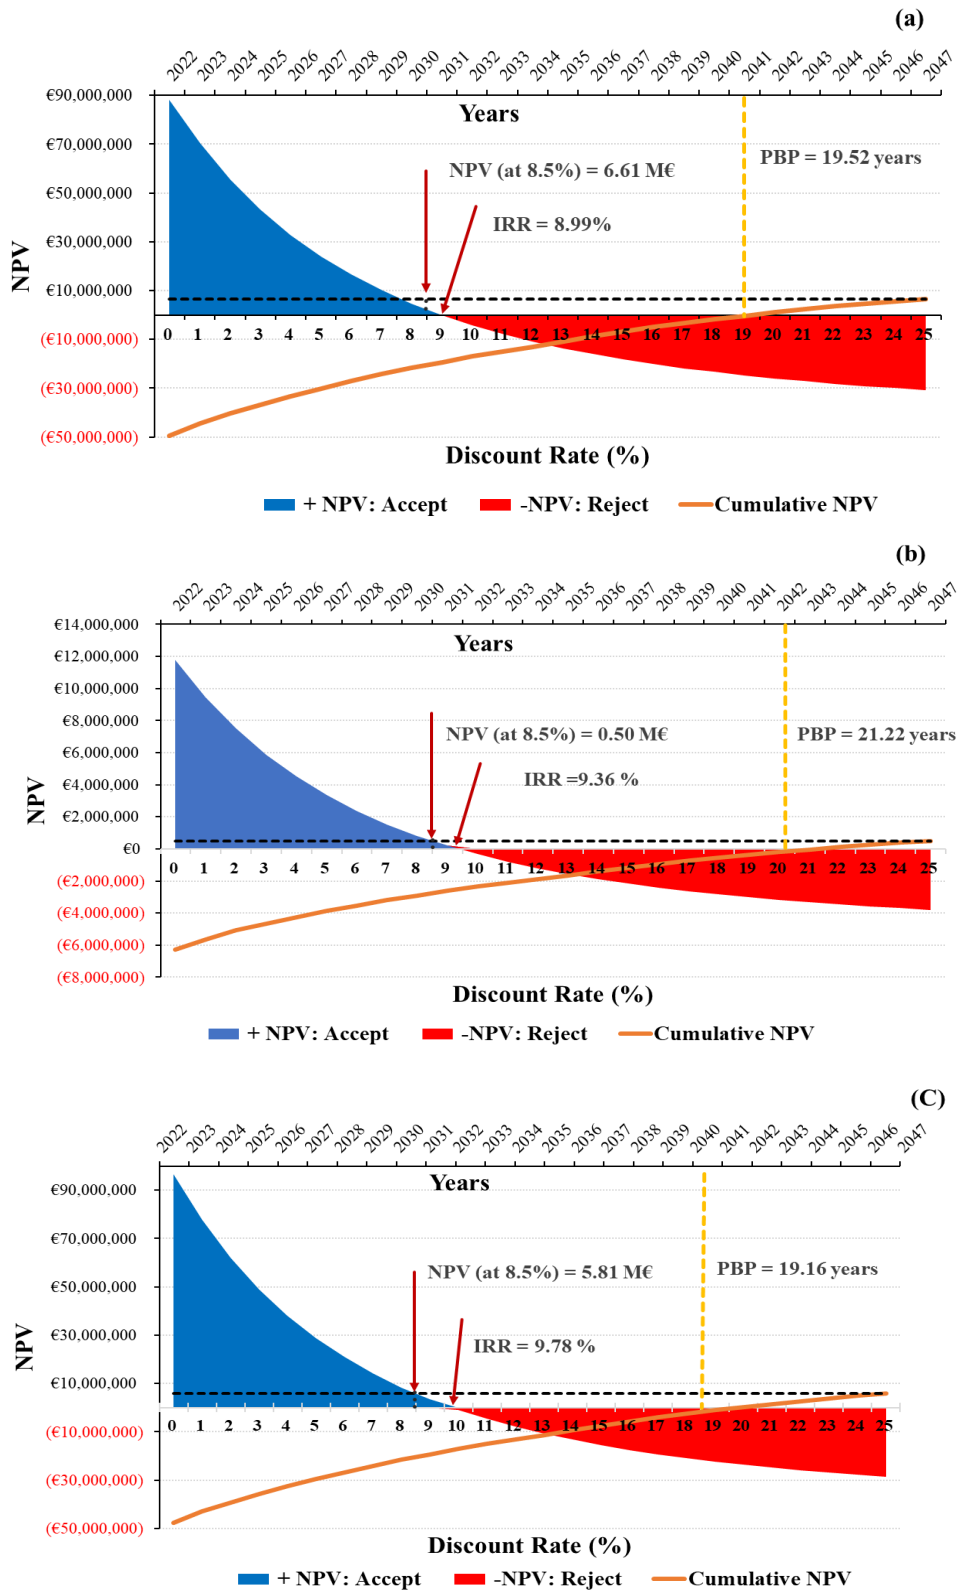 (a)
2022 2023 2024 2025 2026 2027 2028 2029 2030 2031 2032 2033 2034 2035 2036 2037 2038 2039 2040 2041 2042 2043 2044 2045 2046 2047
€90,000,000
Years
€70,000,000
PBP = 19.52 years
NPV (at 8.5%) = 6.61 M€
€50,000,000
IRR = 8.99%
€30,000,000
NPV
€10,000,000
0 1 2 3 4 5 6 7 8 9 10 11 12 13 14 15 16 17 18 19 20 21 22 23 24 25
(€10,000,000)
(€30,000,000)
(€50,000,000)
Discount Rate (%)
+ NPV: Accept -NPV: Reject Cumulative NPV
(b)
2022 2023 2024 2025 2026 2027 2028 2029 2030 2031 2032 2033 2034 2035 2036 2037 2038 2039 2040 2041 2042 2043 2044 2045 2046 2047
€14,000,000
Years
€12,000,000
€10,000,000
€8,000,000
NPV (at 8.5%) = 0.50 M€
PBP = 21.22 years
€6,000,000
IRR =9.36 %
€4,000,000
NPV
€2,000,000
€0
0 1 2 3 4 5 6 7 8 9 10 11 12 13 14 15 16 17 18 19 20 21 22 23 24 25
(€2,000,000)
(€4,000,000)
(€6,000,000)
(€8,000,000)
Discount Rate (%)
+ NPV: Accept -NPV: Reject Cumulative NPV
(C)
2022 2023 2024 2025 2026 2027 2028 2029 2030 2031 2032 2033 2034 2035 2036 2037 2038 2039 2040 2041 2042 2043 2044 2045 2046 2047
€90,000,000
Years
€70,000,000
NPV (at 8.5%) = 5.81 M€
PBP = 19.16 years
€50,000,000
€30,000,000
IRR = 9.78 %
NPV
€10,000,000
0 1 2 3 4 5 6 7 8 9 10 11 12 13 14 15 16 17 18 19 20 21 22 23 24 25
(€10,000,000)
(€30,000,000)
(€50,000,000)
Discount Rate (%)
+ NPV: Accept -NPV: Reject Cumulative NPV